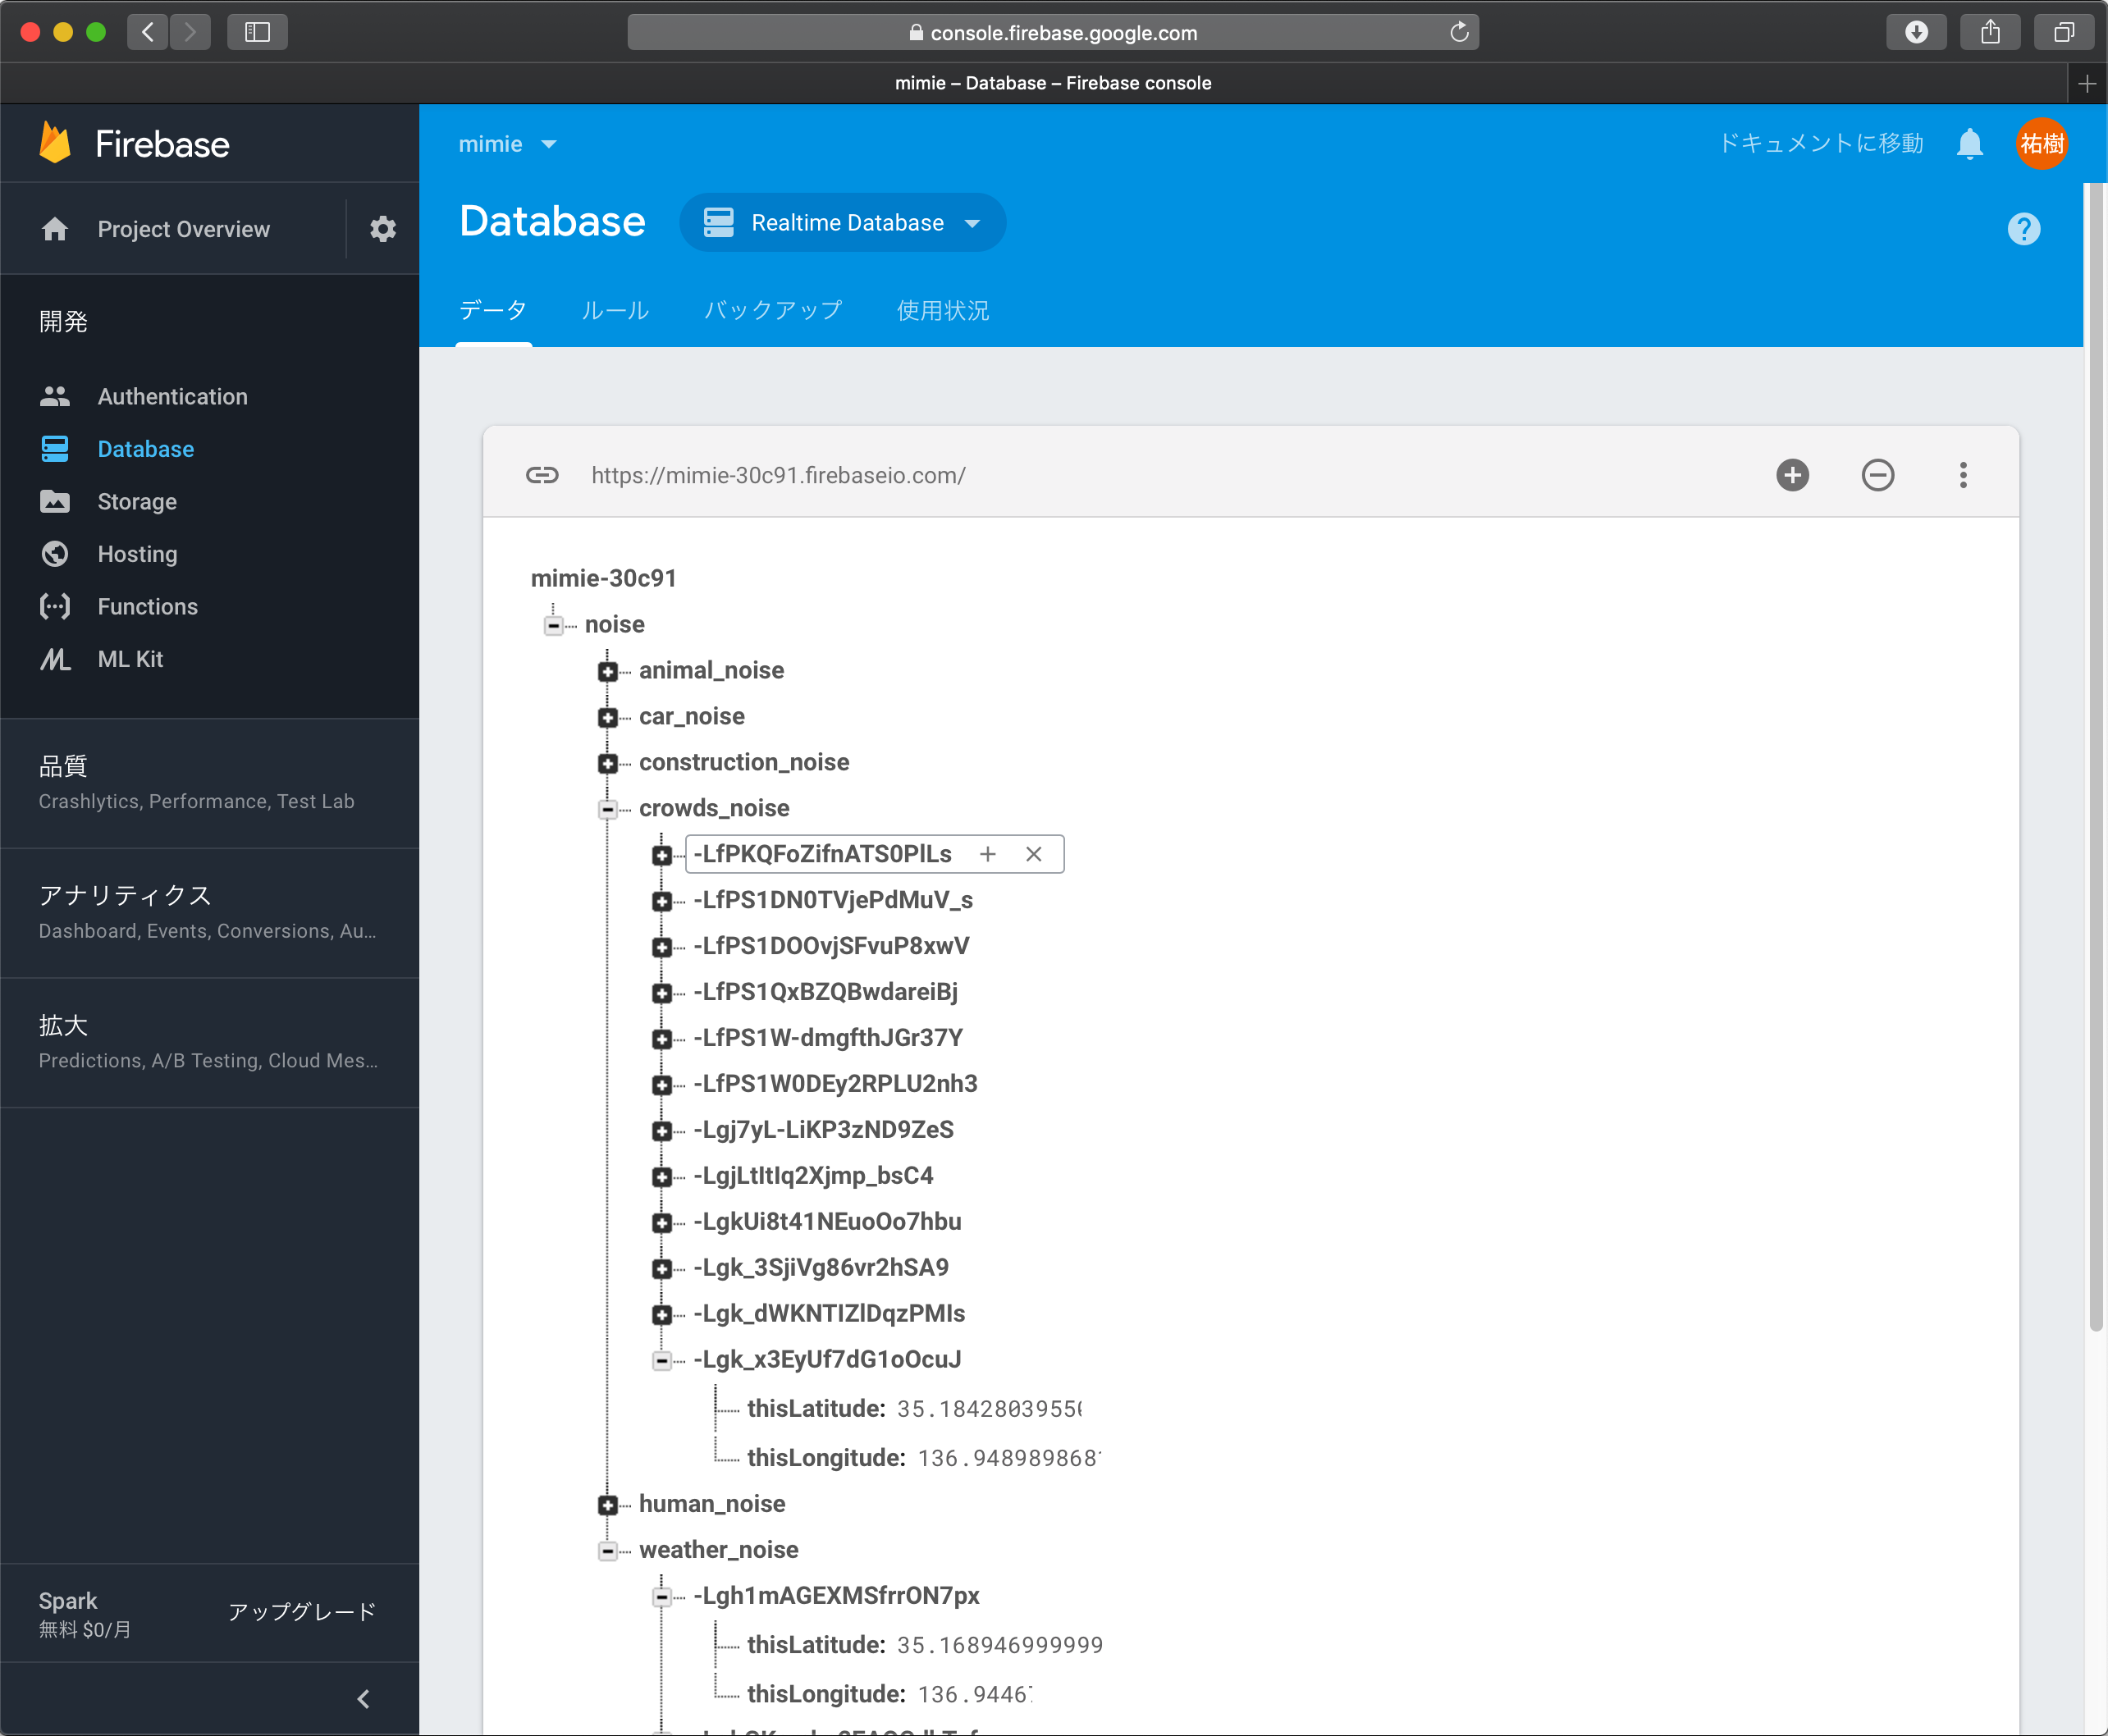 console.firebase.google.com
mimie – Database – Firebase console
Firebase
Project Overview
開発
Authentication
Database
Storage
Hosting
Functions
ML Kit
品質
Crashlytics, Performance, Test Lab
アナリティクス
Dashboard, Events, Conversions, Au...
拡大
Predictions, A/B Testing, Cloud Mes...
Spark
無料 $0/月
アップグレード
mimie
ドキュメントに移動
祐樹
Database
Realtime Database
データ ルール バックアップ 使用状況
https://mimie-30c91.firebaseio.com/
mimie-30c91
noise
animal_noise
car_noise
construction_noise
crowds_noise
-LfPKQFoZifnATS0PlLs
-LfPS1DN0TVjePdMuV_s
-LfPS1DOOvjSFvuP8xwV
-LfPS1QxBZQBwdareiBj
-LfPS1W-dmgfthJGr37Y
-LfPS1W0DEy2RPLU2nh3
-Lgj7yL-LiKP3zND9ZeS
-LgjLtItIq2Xjmp_bsC4
-LgkUi8t41NEuoOo7hbu
-Lgk_3SjiVg86vr2hSA9
-Lgk_dWKNTIZlDqzPMIs
-Lgk_x3EyUf7dG1oOcuJ
thisLatitude: 35.1842803955
thisLongitude: 136.948989868
human_noise
weather_noise
-Lgh1mAGEXMSfrrON7px
thisLatitude: 35.168946999999
thisLongitude: 136.9446